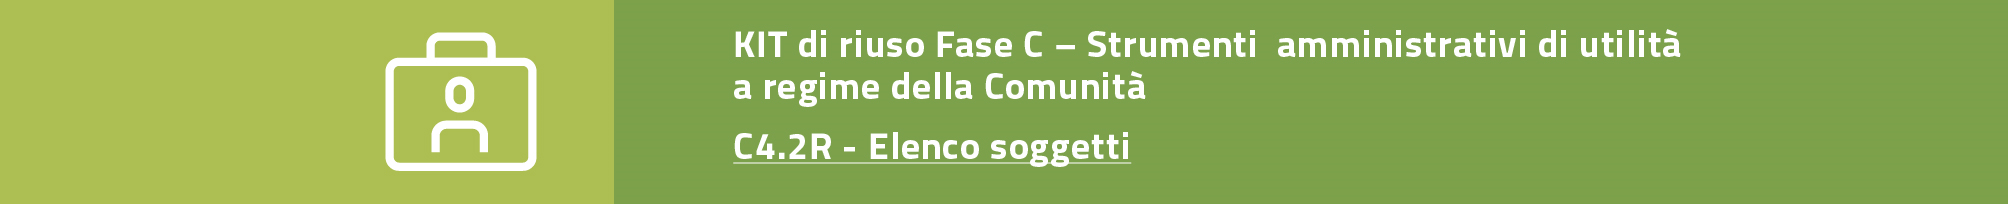 KIT di riuso Fase C – Strumenti  amministrativi di utilità
a regime della Comunità
C4.2R - Elenco soggetti